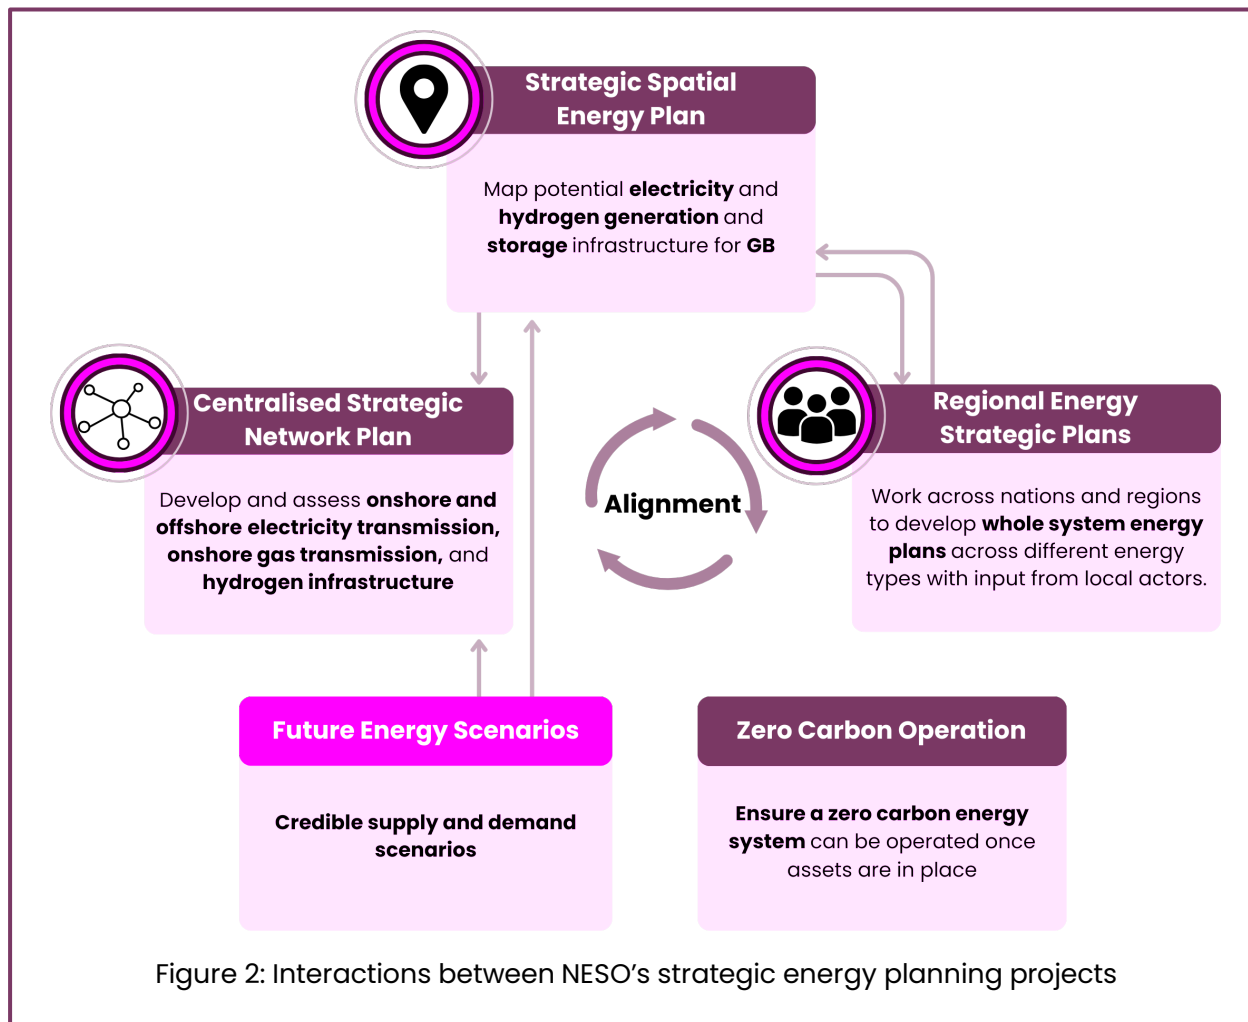 Strategic Spatial
Energy Plan
Map potential electricity and
hydrogen generation and
storage infrastructure for GB
Centralised Strategic
Network Plan
Develop and assess onshore and
offshore electricity transmission,
onshore gas transmission, and
hydrogen infrastructure
Alignment
Regional Energy
Strategic Plans
Work across nations and regions
to develop whole system energy
plans across different energy
types with input from local actors.
Future Energy Scenarios
Credible supply and demand
scenarios
Zero Carbon Operation
Ensure a zero carbon energy
system can be operated once
assets are in place
Figure 2: Interactions between NESO’s strategic energy planning projects